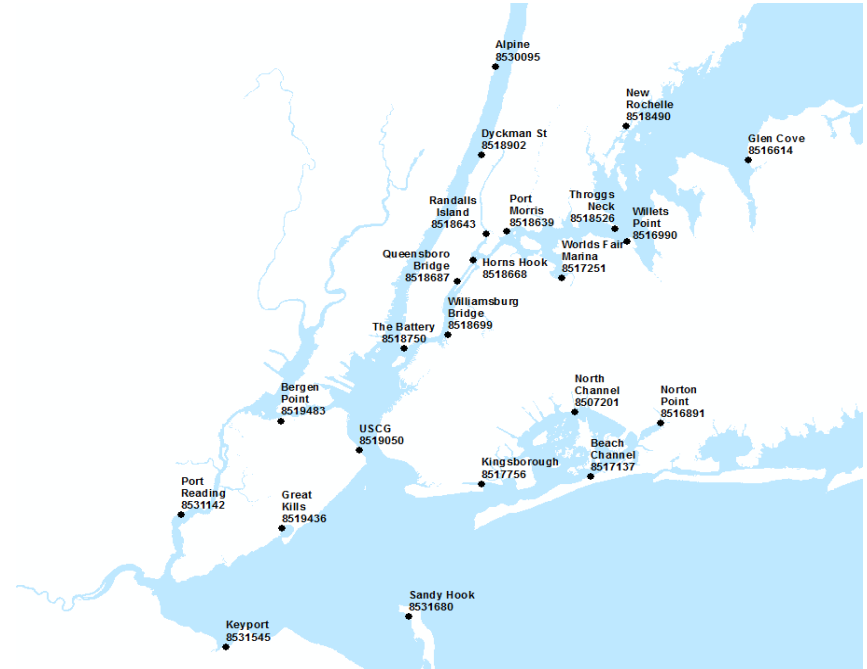 Alpine
8530095
New
Rochelle
8518490
Dyckman St
8518902
Glen Cove
8516614
Randalls
Island
8518643
Port
Morris
8518639
Throggs
Neck
8518526
Willets
Point
8516990
Worlds Fair
Marina
8517251
Queensboro
Bridge
8518687
Horns Hook
8518668
Williamsburg
Bridge
8518699
The Battery
8518750
Bergen
Point
8519483
North
Channel
8507201
Norton
Point
8516891
USCG
8519050
Beach
Channel
8517137
Kingsborough
8517756
Port
Reading
8531142
Great
Kills
8519436
Sandy Hook
8531680
Keyport
8531545